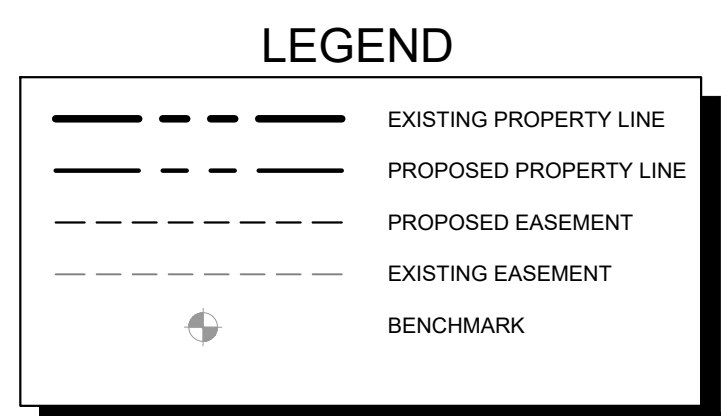 LEGEND
EXISTING PROPERTY LINE
PROPOSED PROPERTY LINE
PROPOSED EASEMENT
EXISTING EASEMENT
BENCHMARK